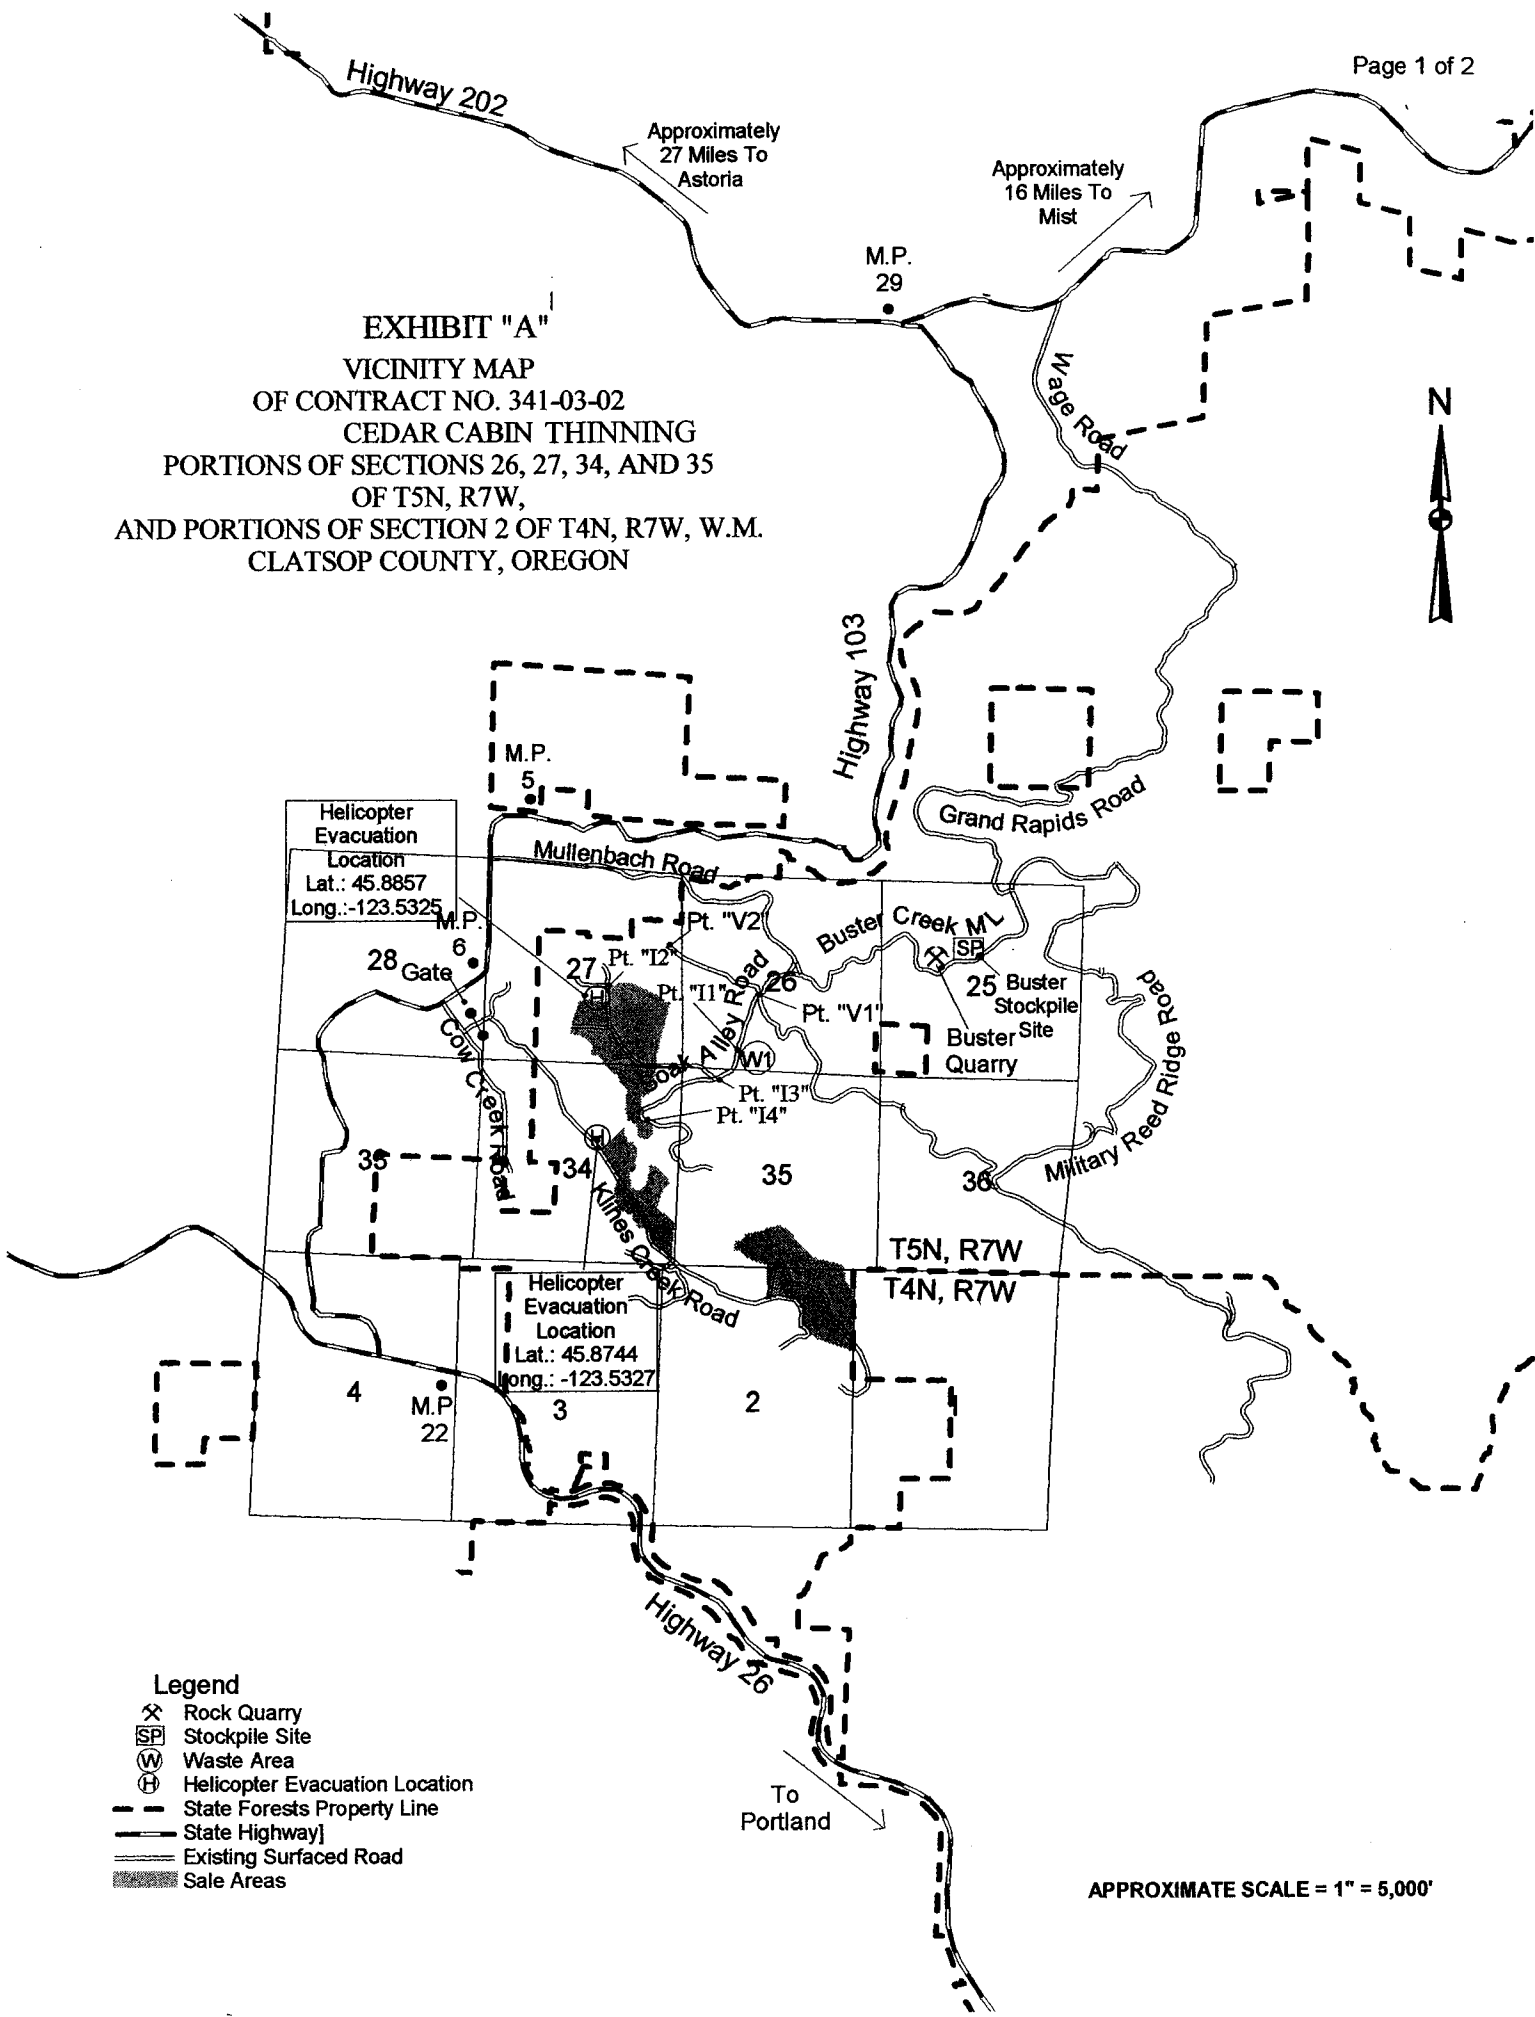 Page 1 of 2
Highway 202
Approximately
27 Miles To
Astoria
Approximately
16 Miles To
Mist
M.P.
29
EXHIBIT "A"
VICINITY MAP
OF CONTRACT NO. 341-03-02
CEDAR CABIN THINNING
PORTIONS OF SECTIONS 26, 27, 34, AND 35
OF T5N, R7W,
AND PORTIONS OF SECTION 2 OF T4N, R7W, W.M.
CLATSOP COUNTY, OREGON
Wage Road
N
Highway 103
M.P.
5
Grand Rapids Road
Helicopter
Evacuation
Location
Lat.: 45.8857
Long.:-123.5325
Mullenbach Road
M.P.
6
28
Gate
Pt. "V2"
Buster Creek ML
SP
27
Pt. "I2"
H
Pt. "I1"
26
Pt. "V1"
25
Buster
Stockpile
Site
Buster
Quarry
Military Reed Ridge Road
Cow Creek Road
Alley Road
W1
Pt. "I3"
Pt. "I4"
H
33
34
35
36
Klines Creek Road
T5N, R7W
T4N, R7W
Helicopter
Evacuation
Location
Lat.: 45.8744
Long.: -123.5327
4
M.P
22
3
2
Highway 26
To
Portland
Legend
Rock Quarry
SP Stockpile Site
W Waste Area
H Helicopter Evacuation Location
State Forests Property Line
State Highway]
Existing Surfaced Road
Sale Areas
APPROXIMATE SCALE = 1" = 5,000'